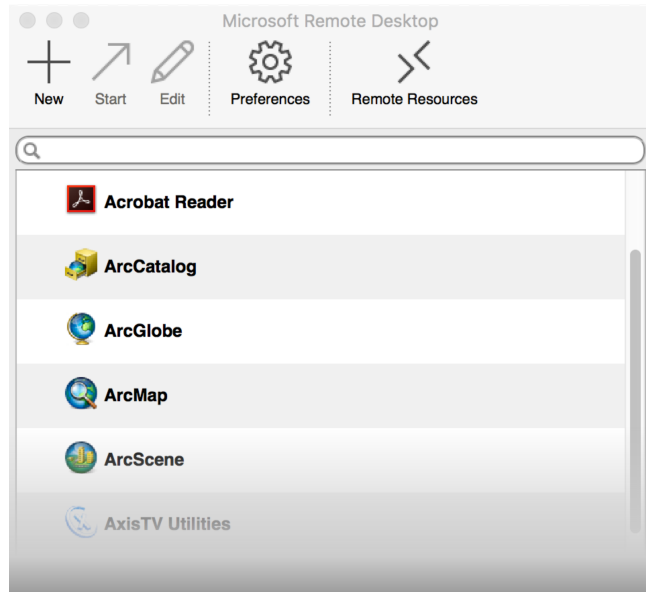 Microsoft Remote Desktop
New Start Edit Preferences Remote Resources
Acrobat Reader
ArcCatalog
ArcGlobe
ArcMap
ArcScene
AxisTV Utilities